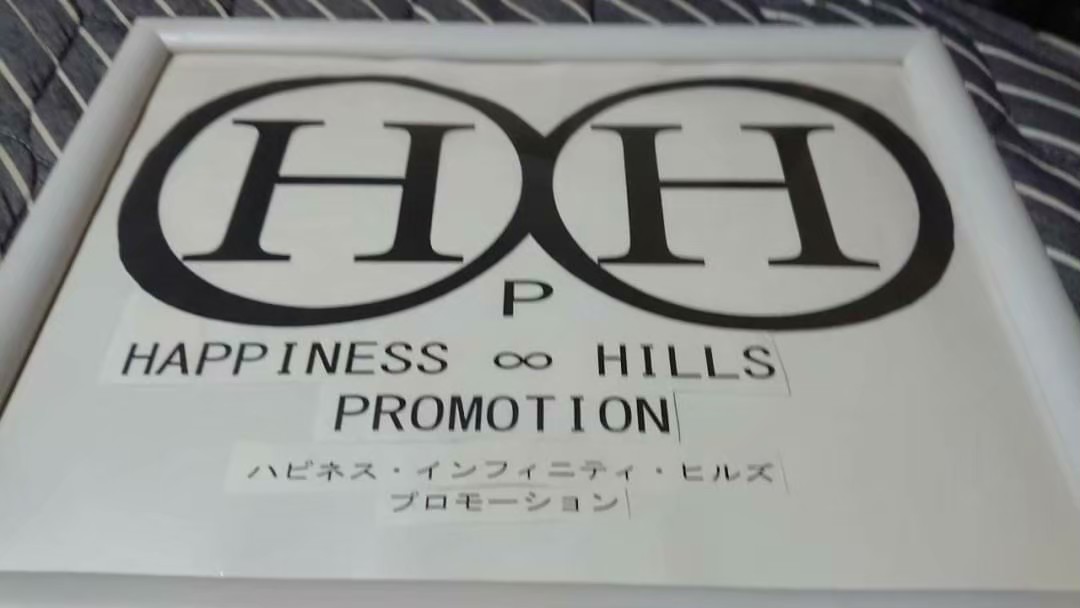 H H
P
HAPPINESS ∞ HILLS
PROMOTION
ハピネス・インフィニティ・ヒルズ
プロモーション